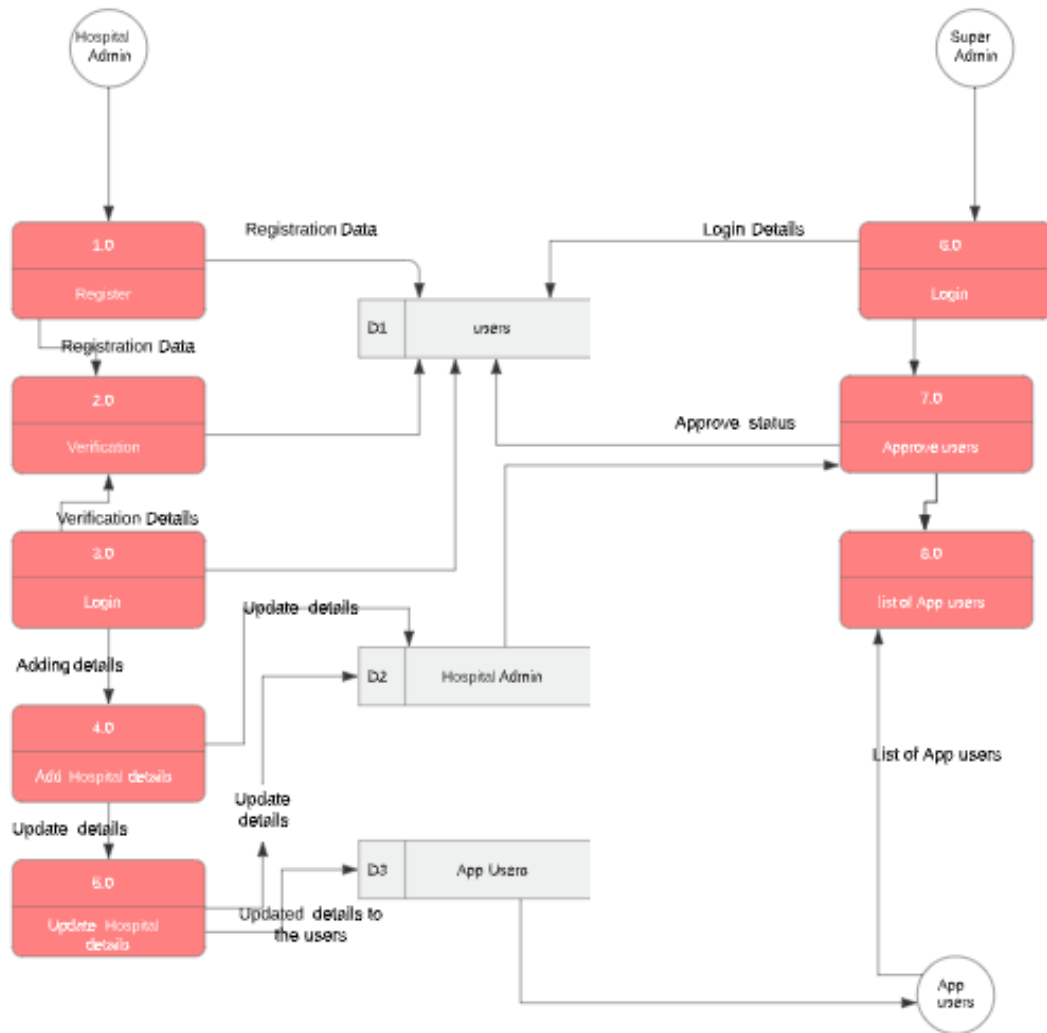 Hospital
Admin
Super
Admin
Registration Data
Login Details
1.0
Register
6.0
Login
D1
users
Registration Data
2.0
Verification
Approve status
7.0
Approve users
Verification Details
3.0
Login
8.0
list of App users
Update details
Adding details
D2
Hospital Admin
4.0
Add Hospital details
List of App users
Update
details
Update details
5.0
Update Hospital
details
D3
App Users
Updated details to
the users
App
users